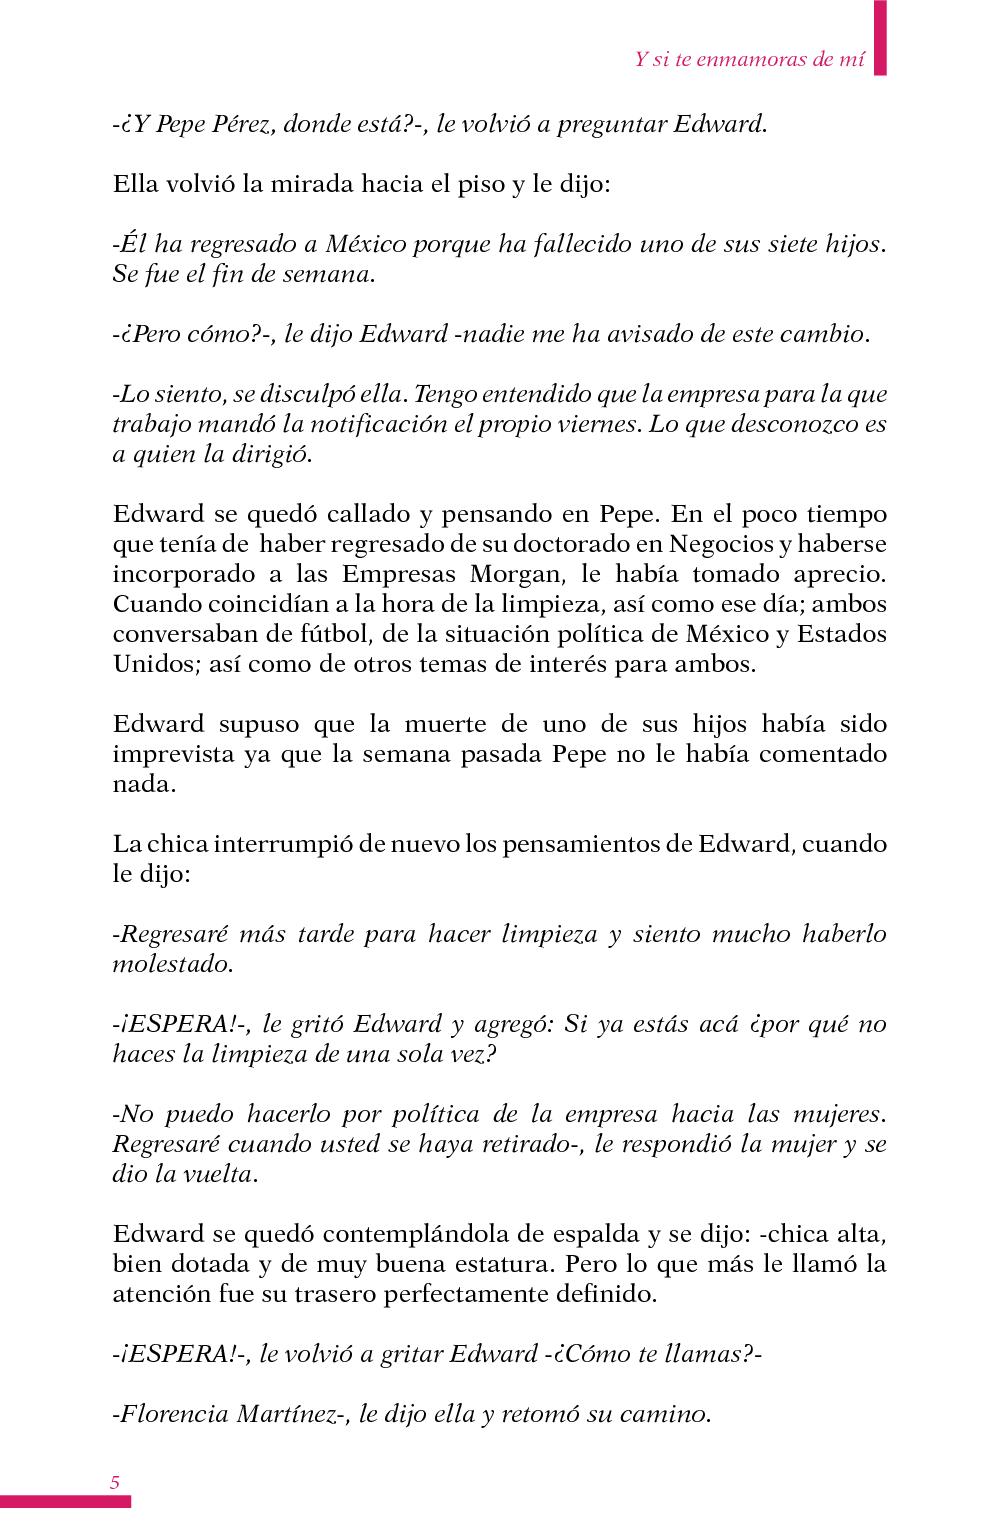 Y si te enmamoras de mí
-¿Y Pepe Pérez, donde está?-, le volvió a preguntar Edward.
Ella volvió la mirada hacia el piso y le dijo:
-Él ha regresado a México porque ha fallecido uno de sus siete hijos.
Se fue el fin de semana.
-¿Pero cómo?-, le dijo Edward -nadie me ha avisado de este cambio.
-Lo siento, se disculpó ella. Tengo entendido que la empresa para la que
trabajo mandó la notificación el propio viernes. Lo que desconozco es
a quien la dirigió.
Edward se quedó callado y pensando en Pepe. En el poco tiempo
que tenía de  haber regresado de su doctorado en Negocios y haberse
incorporado a las Empresas Morgan, le había tomado aprecio.
Cuando coincidían a la hora de la limpieza, así como ese día; ambos
conversaban de fútbol, de la situación política de México y Estados
Unidos; así como de otros temas de interés para ambos.
Edward supuso que la muerte de uno de sus hijos había sido
imprevista ya que la semana pasada Pepe no le había comentado
nada.
La chica interrumpió de nuevo los pensamientos de Edward, cuando
le dijo:
-Regresaré más tarde para hacer limpieza y siento mucho haberlo
molestado.
-¡ESPERA!-, le gritó Edward y agregó: Si ya estás acá ¿por qué no
haces la limpieza de una sola vez?
-No puedo hacerlo por política de la empresa hacia las mujeres.
Regresaré cuando usted se haya retirado-, le respondió la mujer y se
dio la vuelta.
Edward se quedó contemplándola de espalda y se dijo: -chica alta,
bien dotada y de muy buena estatura. Pero lo que más le llamó la
atención fue su trasero perfectamente definido.
-¡ESPERA!-, le volvió a gritar Edward -¿Cómo te llamas?-
-Florencia Martínez-, le dijo ella y retomó su camino.
5